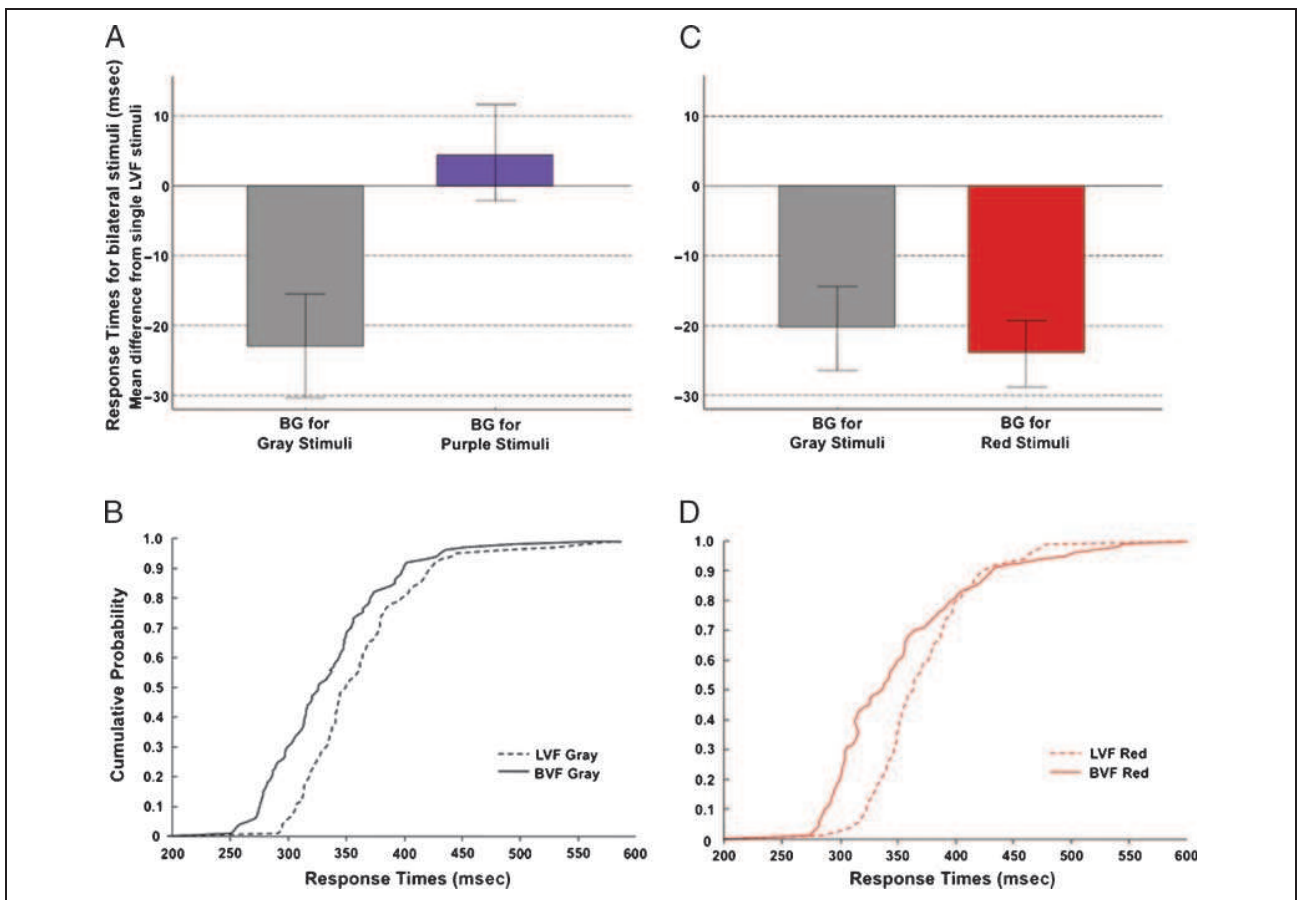 A
Response Times for bilateral stimuli (msec)
Mean difference from single LVF stimuli
10
0
−10
−20
−30
BG for
Gray Stimuli
BG for
Purple Stimuli
C
10
0
−10
−20
−30
BG for
Gray Stimuli
BG for
Red Stimuli
B
Cumulative Probability
1.0
0.9
0.8
0.7
0.6
0.5
0.4
0.3
0.2
0.1
0
LVF Gray
BVF Gray
200 250 300 350 400 450 500 550 600
Response Times (msec)
D
1.0
0.9
0.8
0.7
0.6
0.5
0.4
0.3
0.2
0.1
0
LVF Red
BVF Red
200 250 300 350 400 450 500 550 600
Response Times (msec)